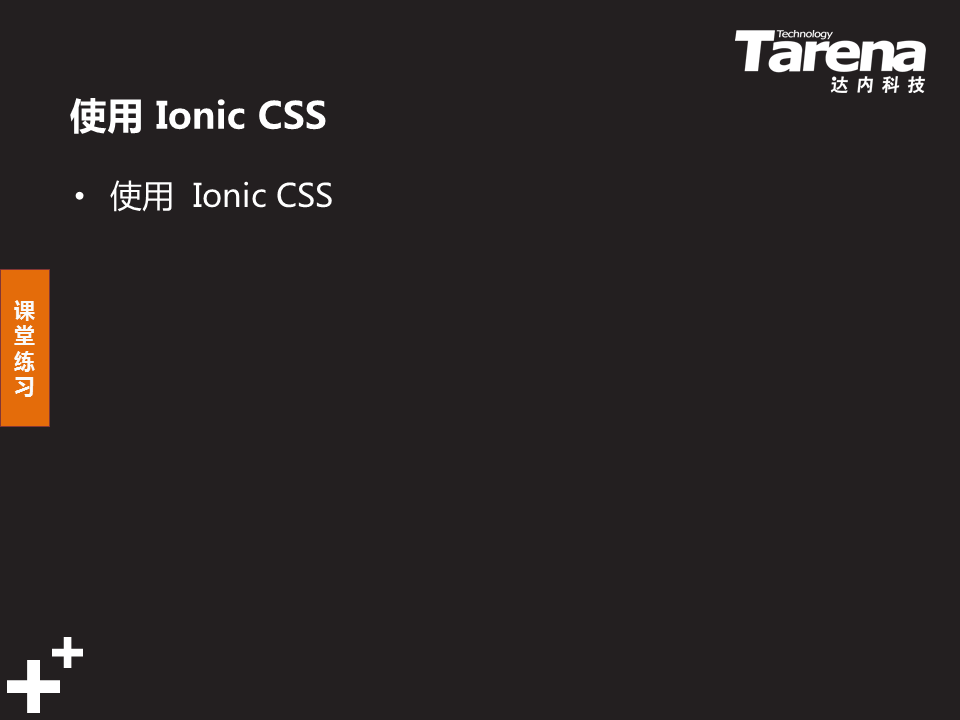 Technology
Tarena
达内科技
使用 Ionic CSS
• 使用 Ionic CSS
课
堂
练
习